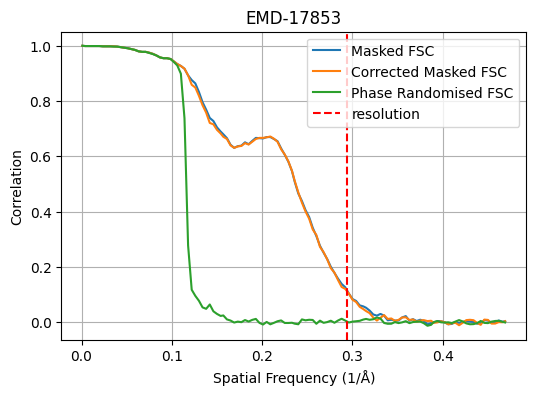 EMD-17853
Masked FSC
Corrected Masked FSC
Phase Randomised FSC
resolution
Correlation
1.0
0.8
0.6
0.4
0.2
0.0
0.0 0.1 0.2 0.3 0.4
Spatial Frequency (1/Å)